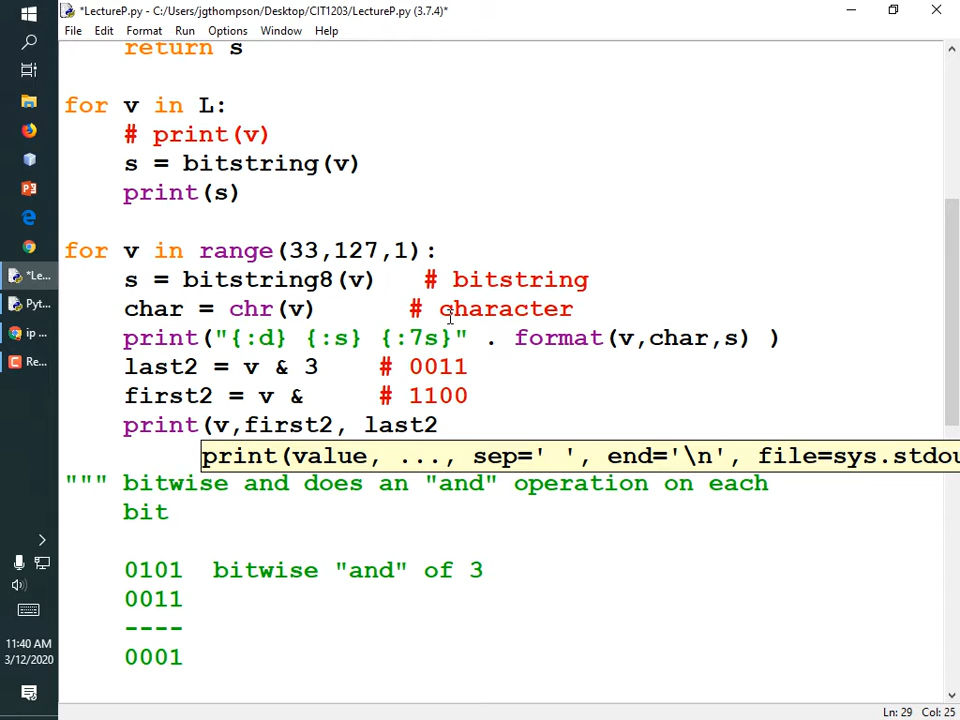 *LectureP.py - C:/Users/jgthompson/Desktop/CIT1203/LectureP.py (3.7.4)*
File Edit Format Run Options Window Help
return s
for v in L:
# print(v)
s = bitstring(v)
print(s)
for v in range(33,127,1):
s = bitstring8(v) # bitstring
char = chr(v) # character
print("{:d} {:s} {:7s}" . format(v,char,s) )
last2 = v & 3 # 0011
first2 = v & # 1100
print(v,first2, last2
print(value, ..., sep=' ', end='\n', file=sys.stdou
""" bitwise and does an "and" operation on each
bit
0101 bitwise "and" of 3
0011
----
0001
*Le...
Pyt...
ip ...
Re...
11:40 AM
3/12/2020
Ln: 29 Col: 25